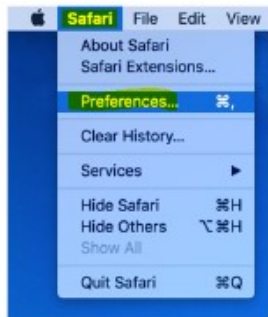 Safari File Edit View
About Safari
Safari Extensions...
Preferences... ⌘,
Clear History...
Services ▶
Hide Safari ⌘H
Hide Others ⌥⌘H
Show All
Quit Safari ⌘Q